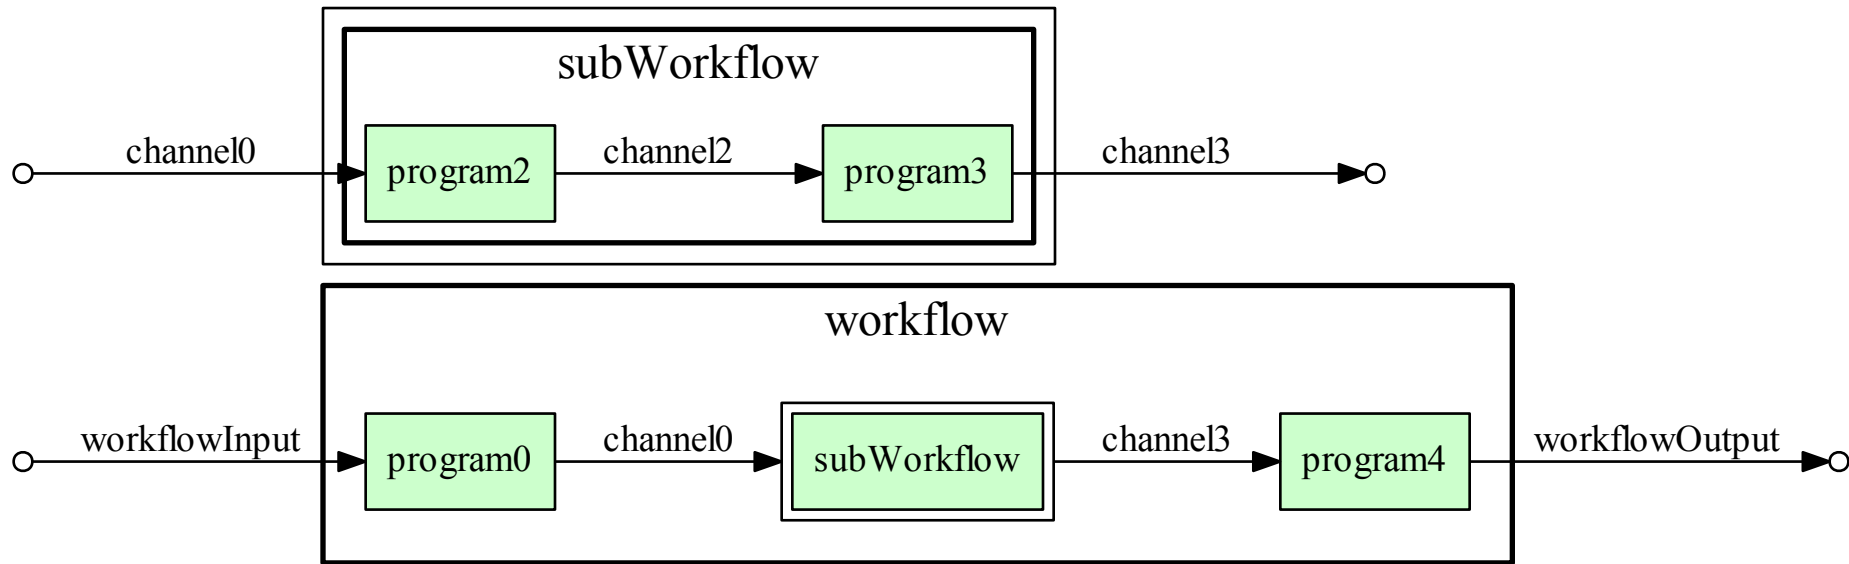 subWorkflow
channel0
program2
channel2
program3
channel3
workflow
workflowInput
program0
channel0
subWorkflow
channel3
program4
workflowOutput